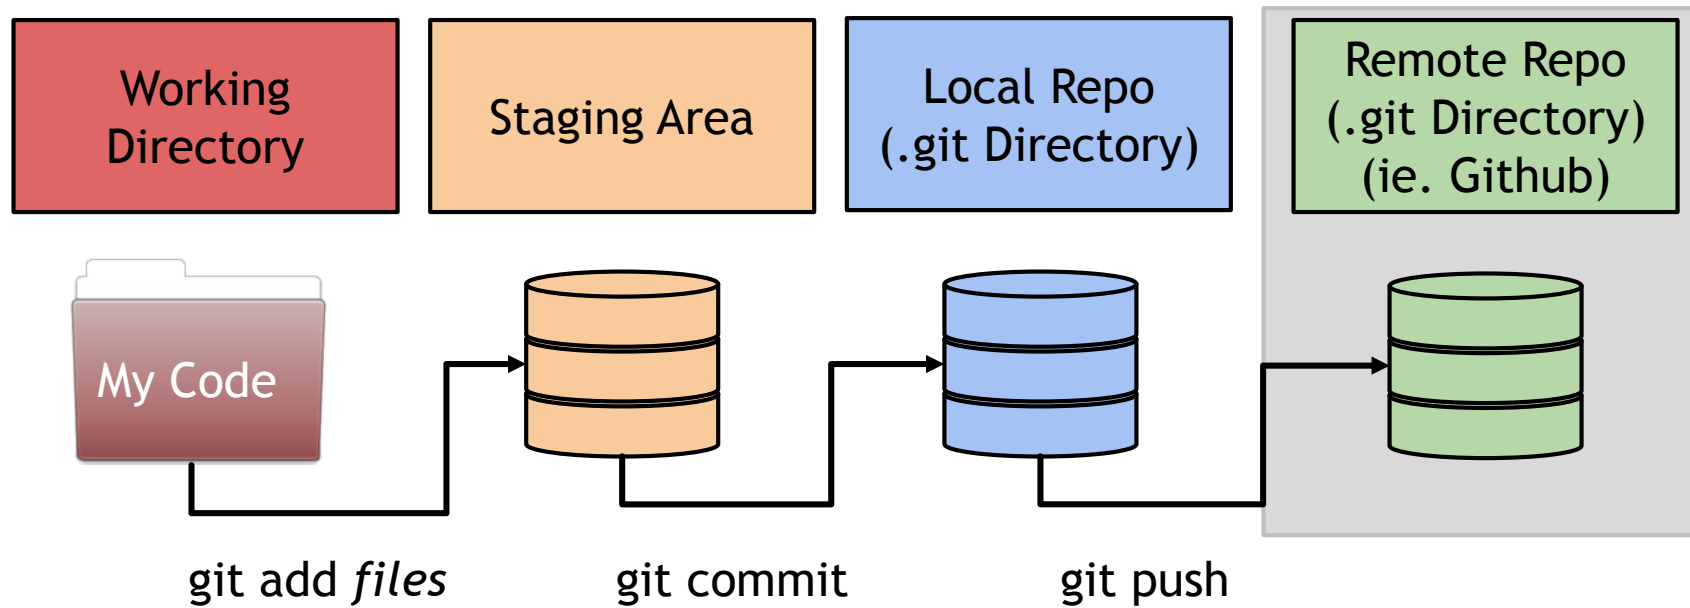 Working
Directory
Staging Area
Local Repo
(.git Directory)
Remote Repo
(.git Directory)
(ie. Github)
My Code
git add files
git commit
git push